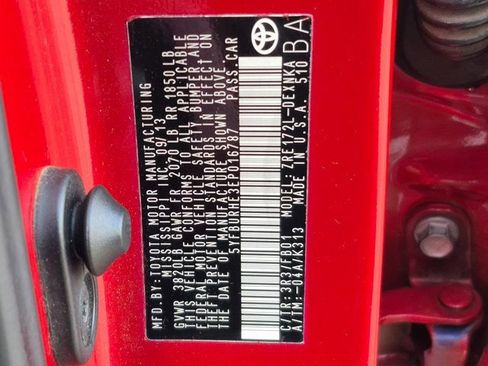 MFD.BY:TOYOTA MOTOR MANUFACTURING
MISSISSIPPI INC. 09/13
GVWR 3820LB GAWR FR 2070 LB RR 1850LB
THIS VEHICLE CONFORMS TO ALL APPLICABLE
FEDERAL MOTOR VEHICLE SAFETY, BUMPER, AND
THEFT PREVENTION STANDARDS IN EFFECT ON
THE DATE OF MANUFACTURE SHOWN ABOVE.
5YFBURHE3EP016787 PASS.CAR
C/TR: 3R3/FB01 ZRE172L-DEXNKA
A/TM:-04A/K313 MADE IN U.S.A. 510
BA